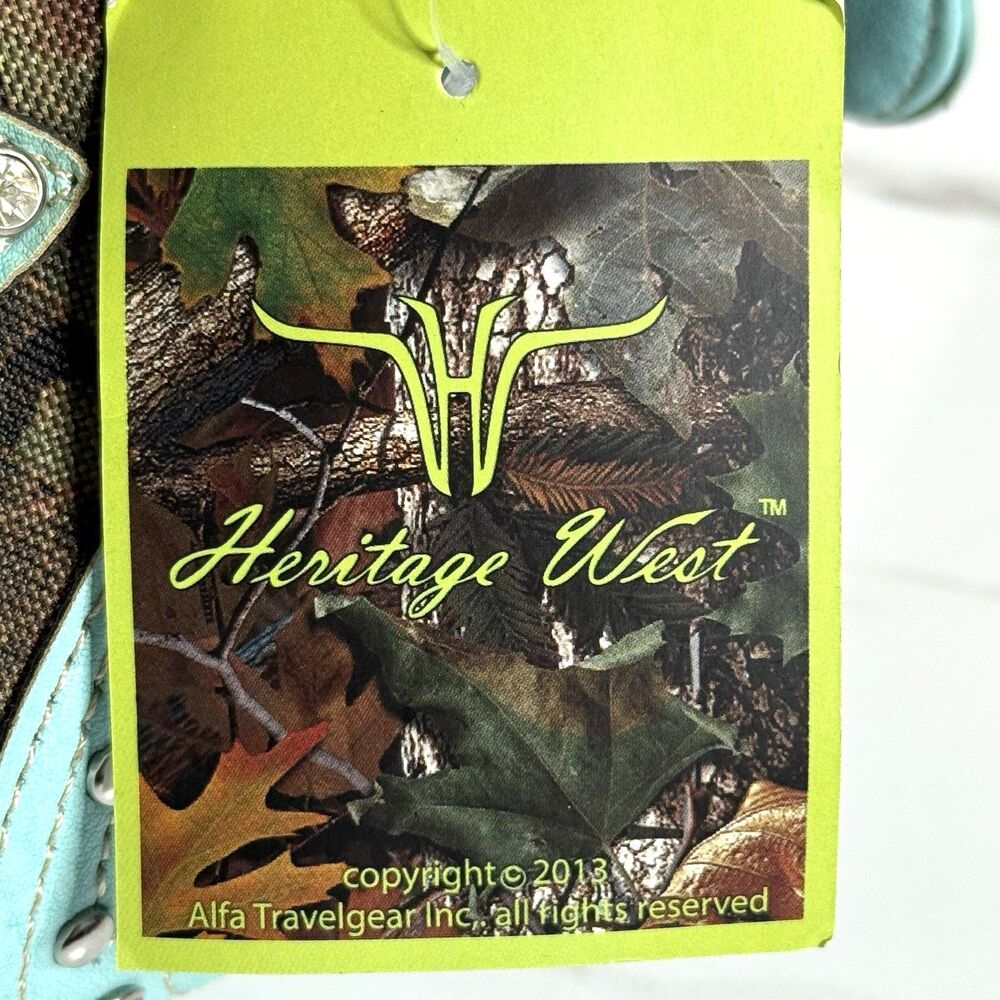 H
Heritage West™
copyright© 2013
Alfa Travelgear Inc,. all rights reserved